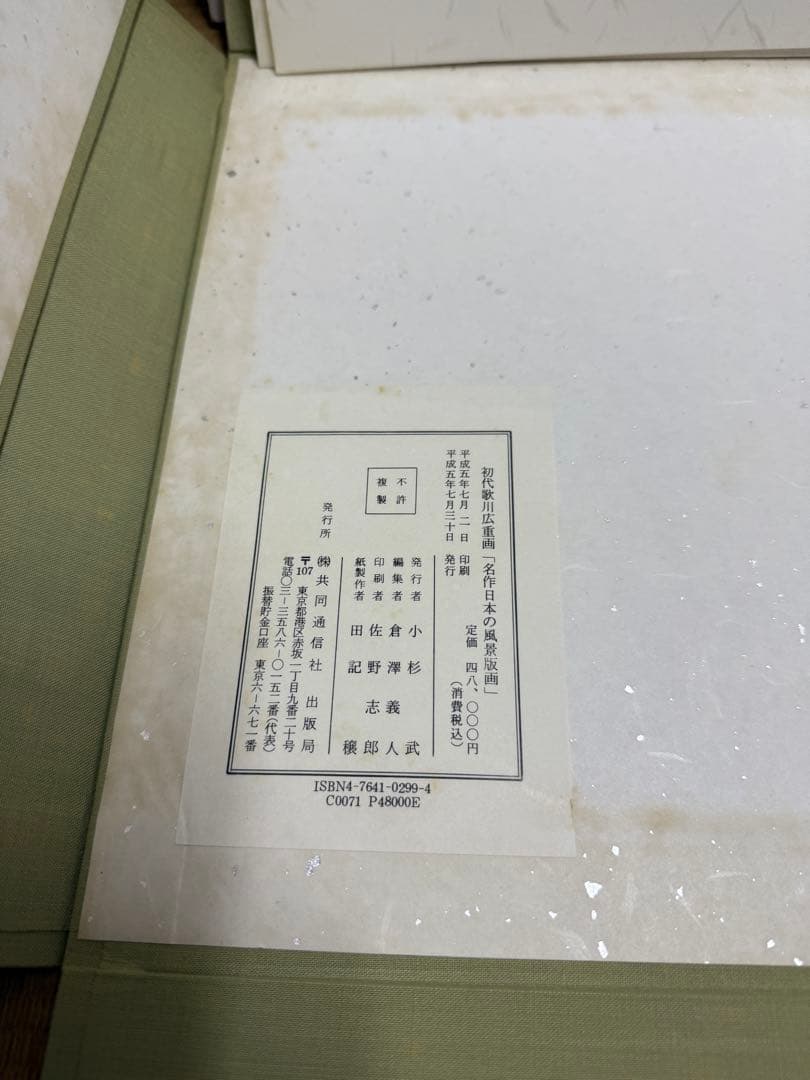 初代歌川広重画「名作日本の風景版画」
定価 四八、〇〇〇円
(消費税込)
平成五年七月二一日 印刷
平成五年七月三十日 発行
不許
複製
発行者 小杉武
編集者 倉澤義人
印刷者 佐野志郎
紙製作者 田記穣
発行所
㈱共同通信社 出版局
〒107 東京都港区赤坂一丁目九番二十号
電話〇三-三五八六-〇一五二番(代表)
振替貯金口座 東京六-六七一番
ISBN4-7641-0299-4
C0071 P48000E